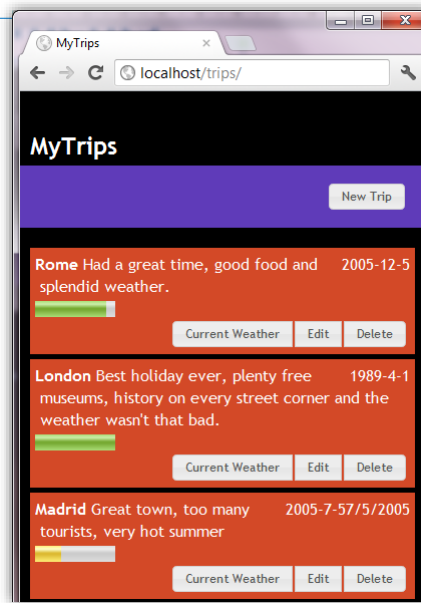 MyTrips
localhost/trips/
MyTrips
New Trip
Rome Had a great time, good food and 2005-12-5
splendid weather.
Current Weather Edit Delete
London Best holiday ever, plenty free 1989-4-1
museums, history on every street corner and the
weather wasn't that bad.
Current Weather Edit Delete
Madrid Great town, too many 2005-7-57/5/2005
tourists, very hot summer
Current Weather Edit Delete